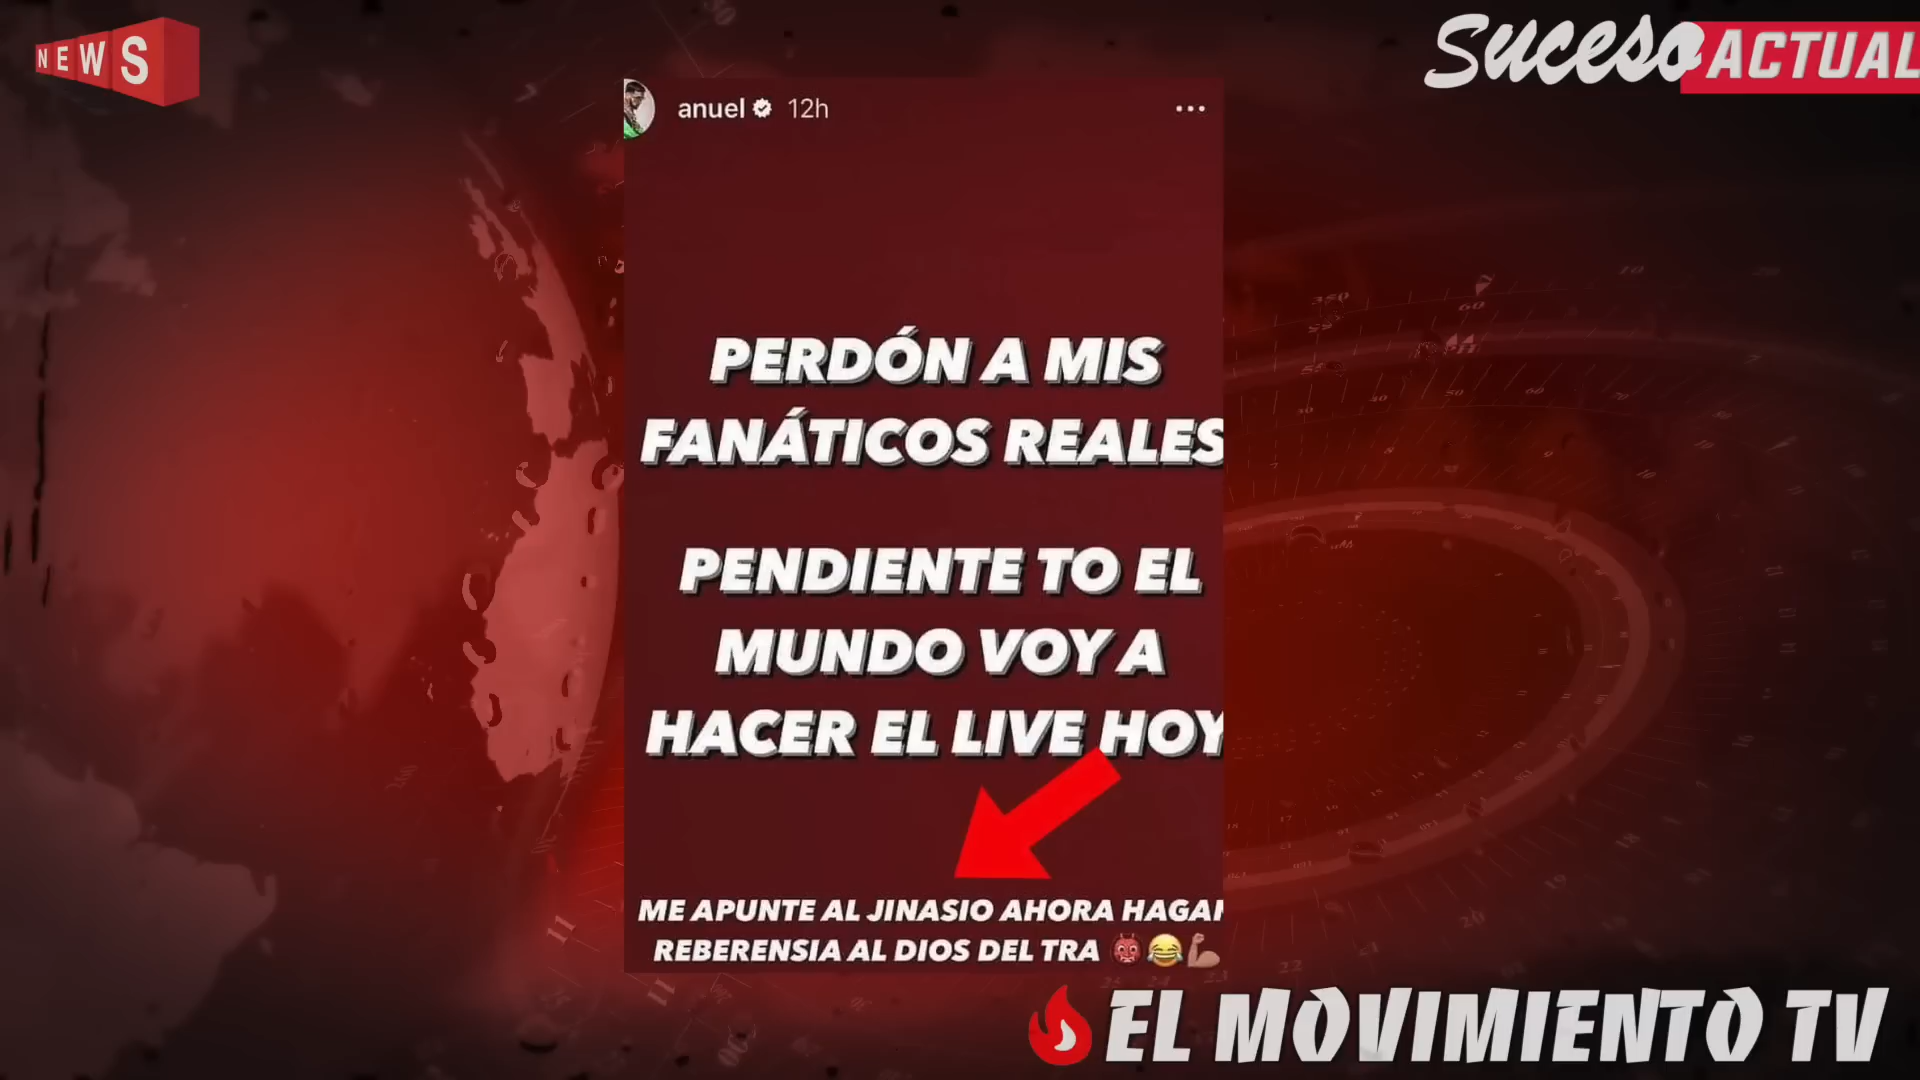 NEWS
Suceso ACTUAL
anuel 12h
PERDÓN A MIS
FANÁTICOS REALES
PENDIENTE TO EL
MUNDO VOY A
HACER EL LIVE HOY
ME APUNTE AL JINASIO AHORA HAGAN
REBERENSIA AL DIOS DEL TRA
EL MOVIMIENTO TV